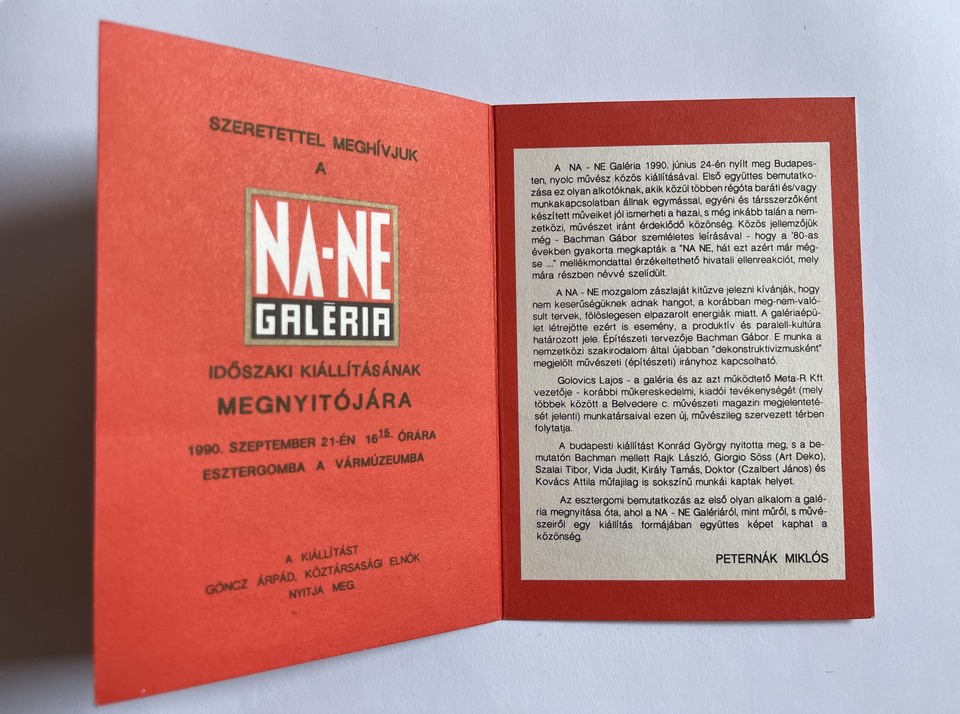 SZERETETTEL MEGHÍVJUK
A
NA-NE
GALÉRIA
IDŐSZAKI KIÁLLÍTÁSÁNAK
MEGNYITÓJÁRA
1990. SZEPTEMBER 21-ÉN 16 15 ÓRÁRA
ESZTERGOMBA A VÁRMÚZEUMBA
A KIÁLLÍTÁST
GÖNCZ ÁRPÁD, KÖZTÁRSASÁGI ELNÖK
NYITJA MEG.
A NA - NE Galéria 1990. június 24-én nyílt meg Budapes-
ten, nyolc művész közös kiállításával. Első együttes bemutatko-
zása ez olyan alkotóknak, akik közül többen régóta baráti és/vagy
munkakapcsolatban állnak egymással, egyéni és társszerzőként
készített műveiket jól ismerheti a hazai, s még inkább talán a nem-
zetközi, művészet iránt érdeklődő közönség. Közös jellemzőjük
még - Bachman Gábor szemléletes leírásával - hogy a '80-as
években gyakorta megkapták a "NA NE, hát ezt azért már még-
se ..." mellékmondattal érzékeltethető hivatali ellenreakciót, mely
mára részben névvé szelídült.
A NA - NE mozgalom zászlaját kitűzve jelezni kívánják, hogy
nem keserűségüknek adnak hangot, a korábban meg-nem-való-
sult tervek, fölöslegesen elpazarolt energiák miatt. A galériaépü-
let létrejötte ezért is esemény, a produktív és paralell-kultúra
határozott jele. Építészeti tervezője Bachman Gábor. E munka a
nemzetközi szakirodalom által újabban "dekonstruktivizmusként"
megjelölt művészeti (építészeti) irányhoz kapcsolható.
Golovics Lajos - a galéria és az azt működtető Meta-R Kft.
vezetője - korábbi műkereskedelmi, kiadói tevékenységét (mely
többek között a Belvedere c. művészeti magazin megjelenteté-
sét jelenti) munkatársaival ezen új, művészileg szervezett térben
folytatja.
A budapesti kiállítást Konrád György nyitotta meg, s a be-
mutatón Bachman mellett Rajk László, Giorgio Söss (Art Deko),
Szalai Tibor, Vida Judit, Király Tamás, Doktor (Czalbert János) és
Kovács Attila műfajilag is sokszínű munkái kaptak helyet.
Az esztergomi bemutatkozás az első olyan alkalom a galé-
ria megnyitása óta, ahol a NA - NE Galériáról, mint műről, s művé-
szeiről egy kiállítás formájában együttes képet kaphat a
közönség.
PETERNÁK MIKLÓS